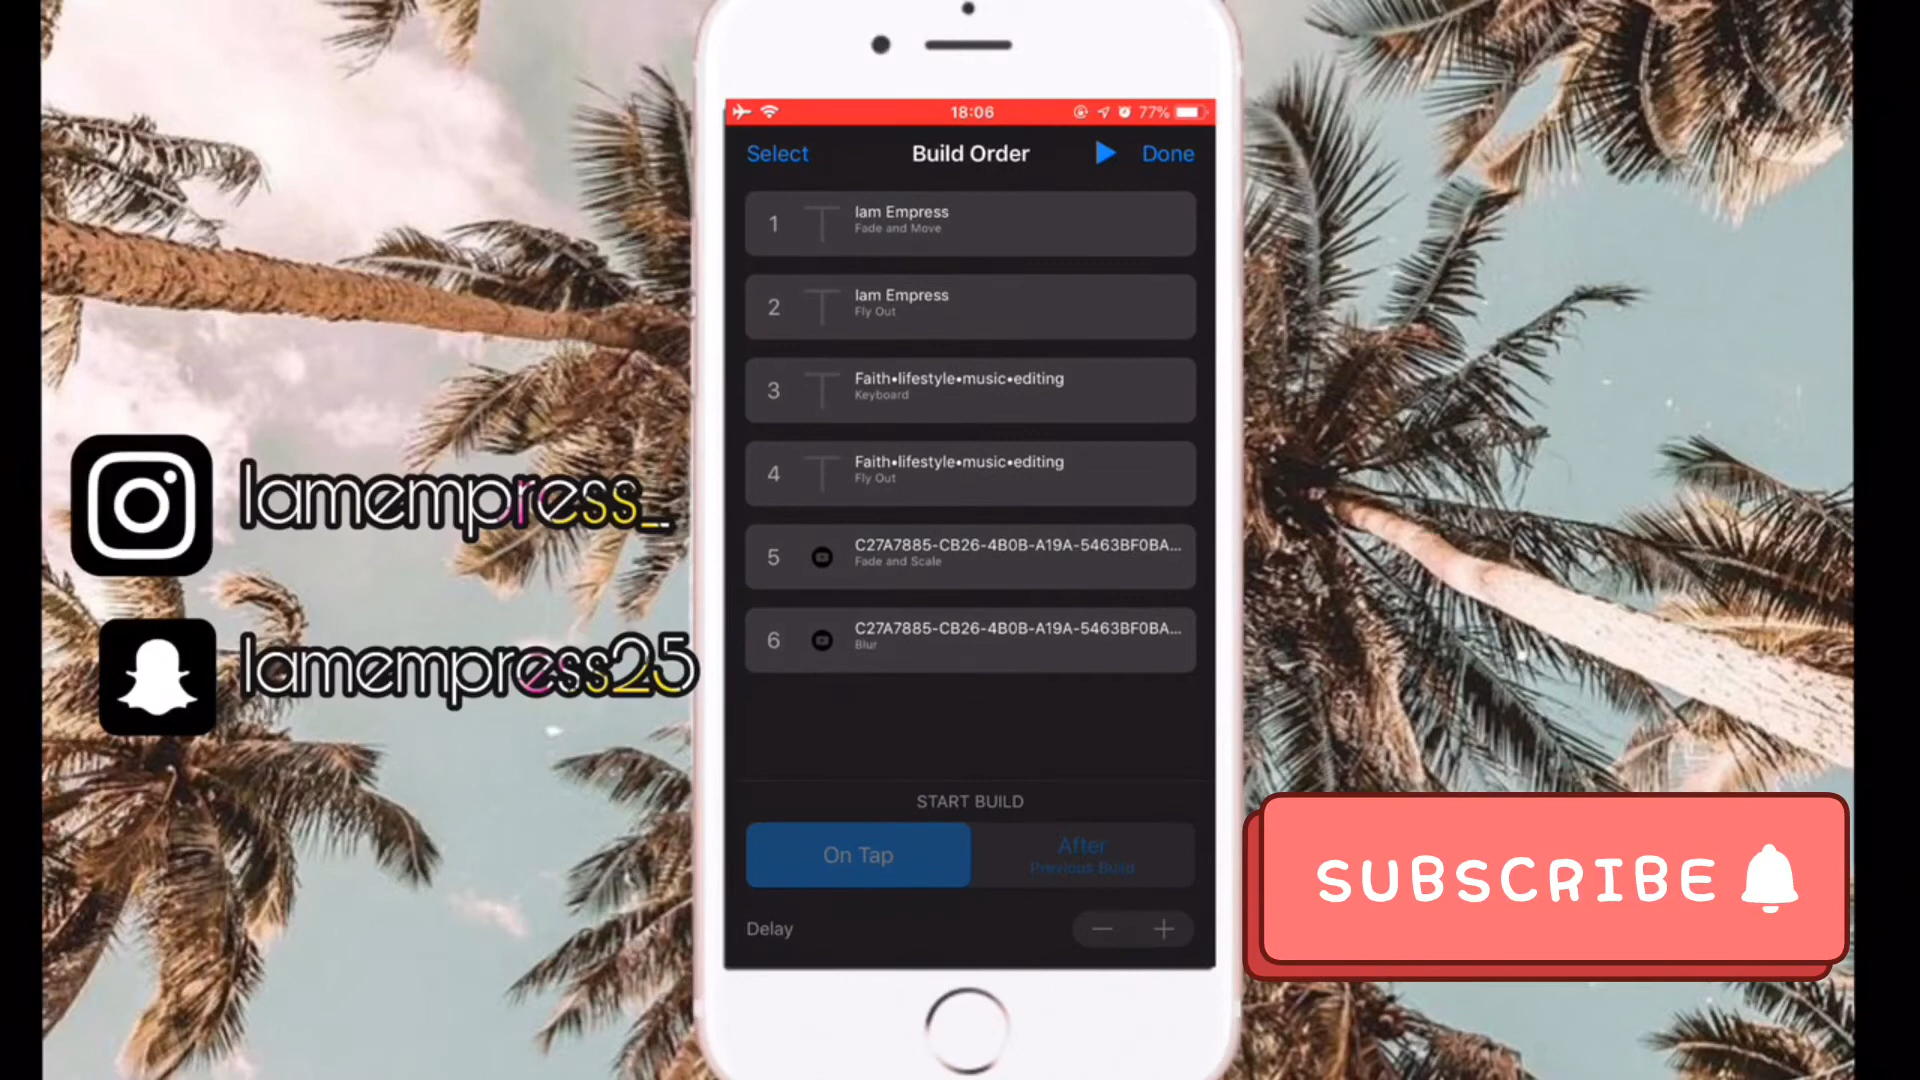 18:06
77%
Select
Build Order
Done
1
Iam Empress
Fade and Move
2
Iam Empress
Fly Out
3
Faith•lifestyle•music•editing
Keyboard
4
Faith•lifestyle•music•editing
Fly Out
5
C27A7885-CB26-4B0B-A19A-5463BF0BA...
Fade and Scale
6
C27A7885-CB26-4B0B-A19A-5463BF0BA...
Blur
START BUILD
On Tap
After
Previous Build
Delay
Iamempress_
Iamempress25
SUBSCRIBE